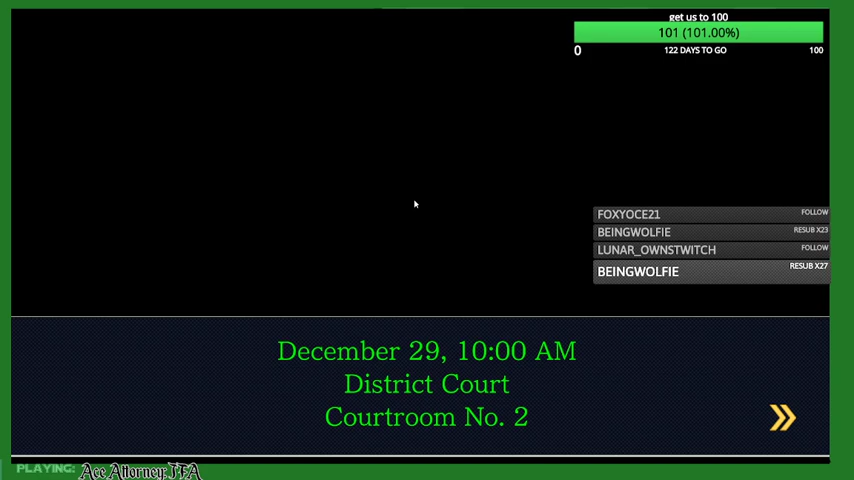 get us to 100
101 (101.00%)
0 122 DAYS TO GO 100
FOXYOCE21 FOLLOW
BEINGWOLFIE RESUB X23
LUNAR_OWNSTWITCH FOLLOW
BEINGWOLFIE RESUB X27
December 29, 10:00 AM
District Court
Courtroom No. 2
PLAYING: Ace Attorney:JFA